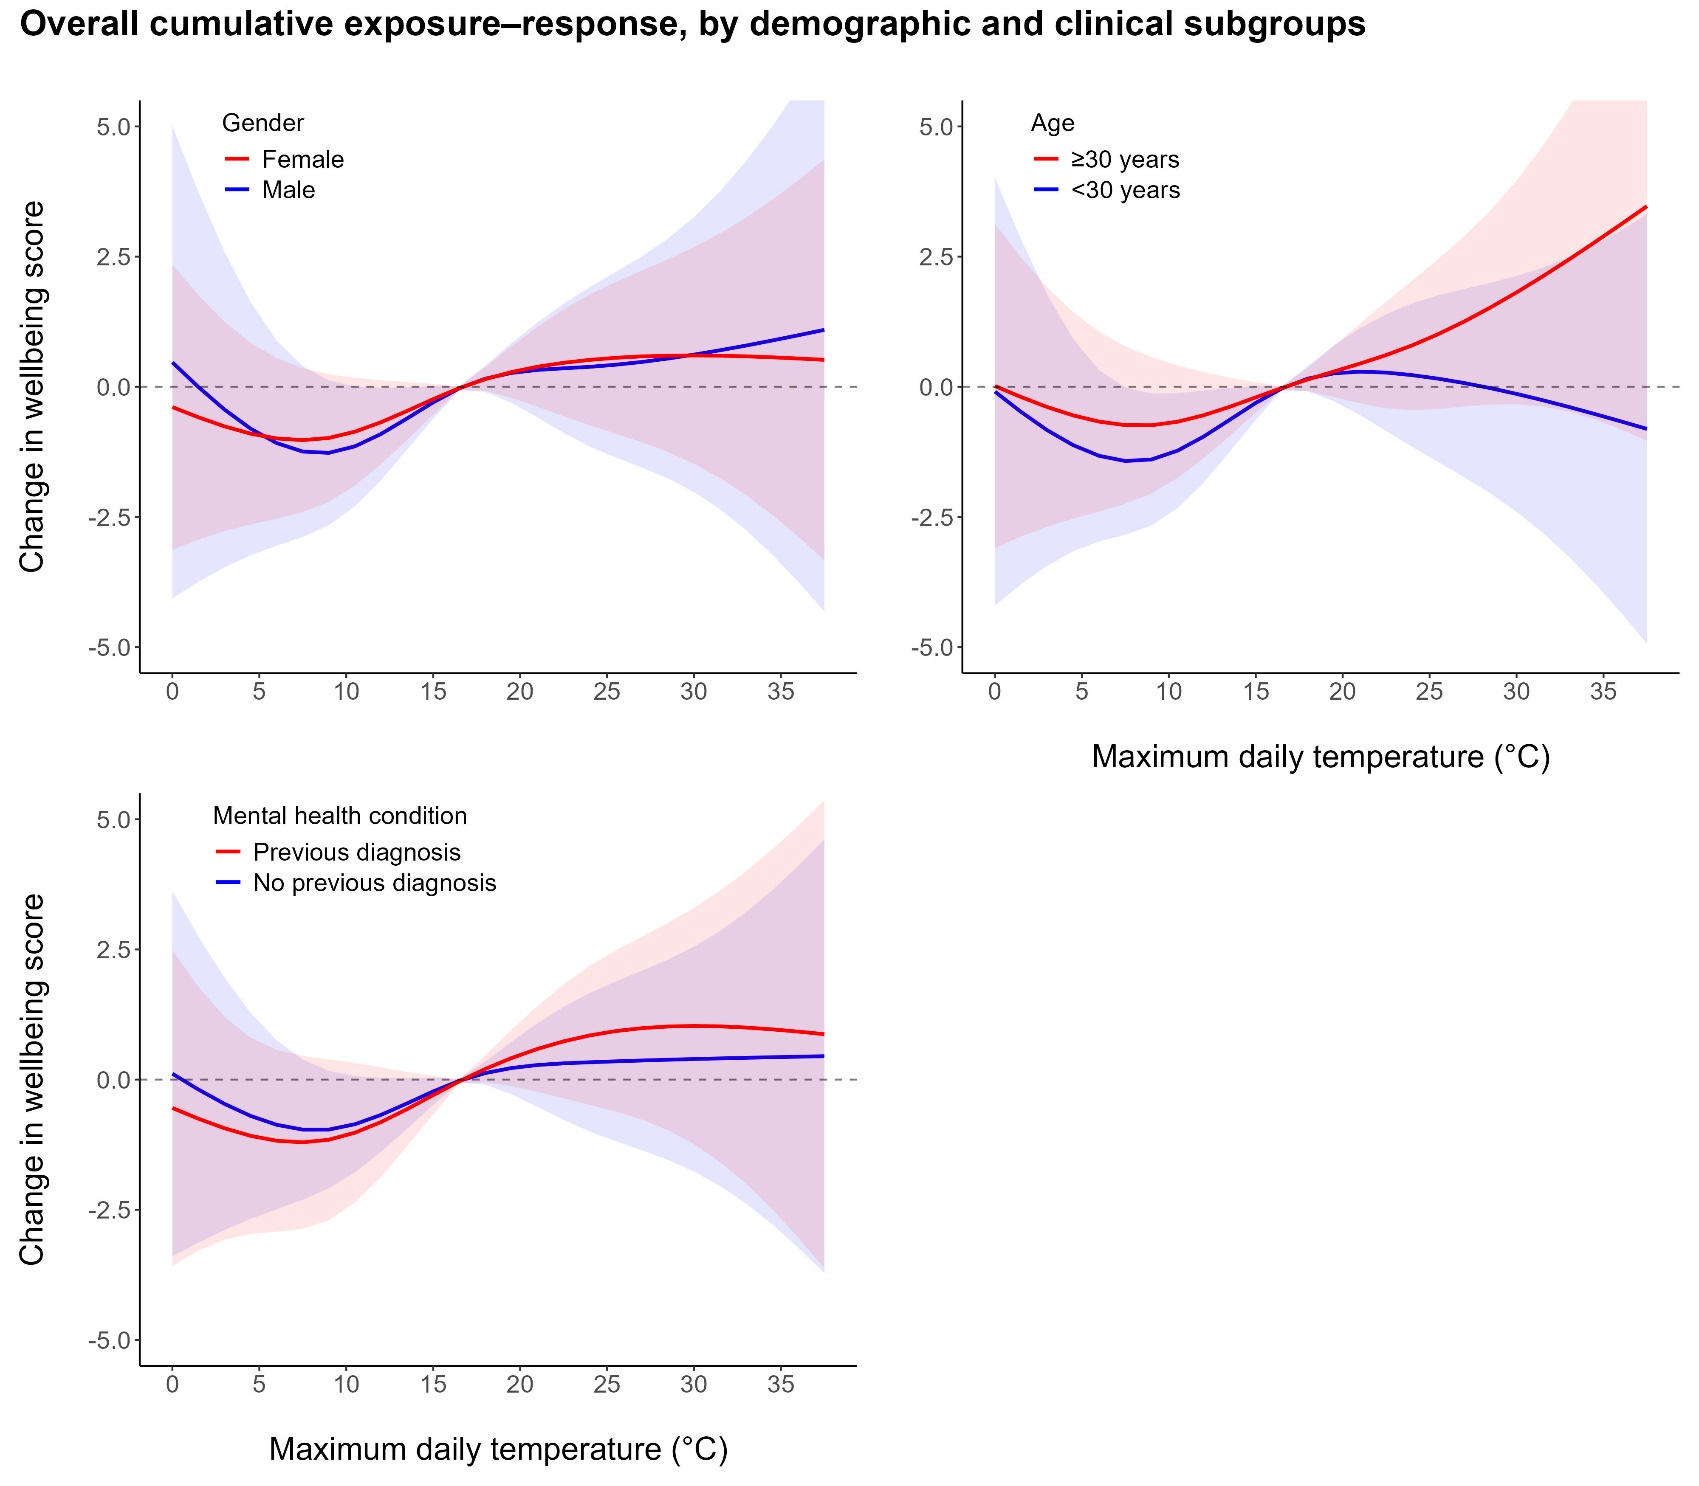 Overall cumulative exposure–response, by demographic and clinical subgroups
Change in wellbeing score
5.0
2.5
0.0
-2.5
-5.0
Gender
Female
Male
0 5 10 15 20 25 30 35
5.0
2.5
0.0
-2.5
-5.0
Age
≥30 years
<30 years
0 5 10 15 20 25 30 35
Maximum daily temperature (°C)
Change in wellbeing score
5.0
2.5
0.0
-2.5
-5.0
Mental health condition
Previous diagnosis
No previous diagnosis
0 5 10 15 20 25 30 35
Maximum daily temperature (°C)